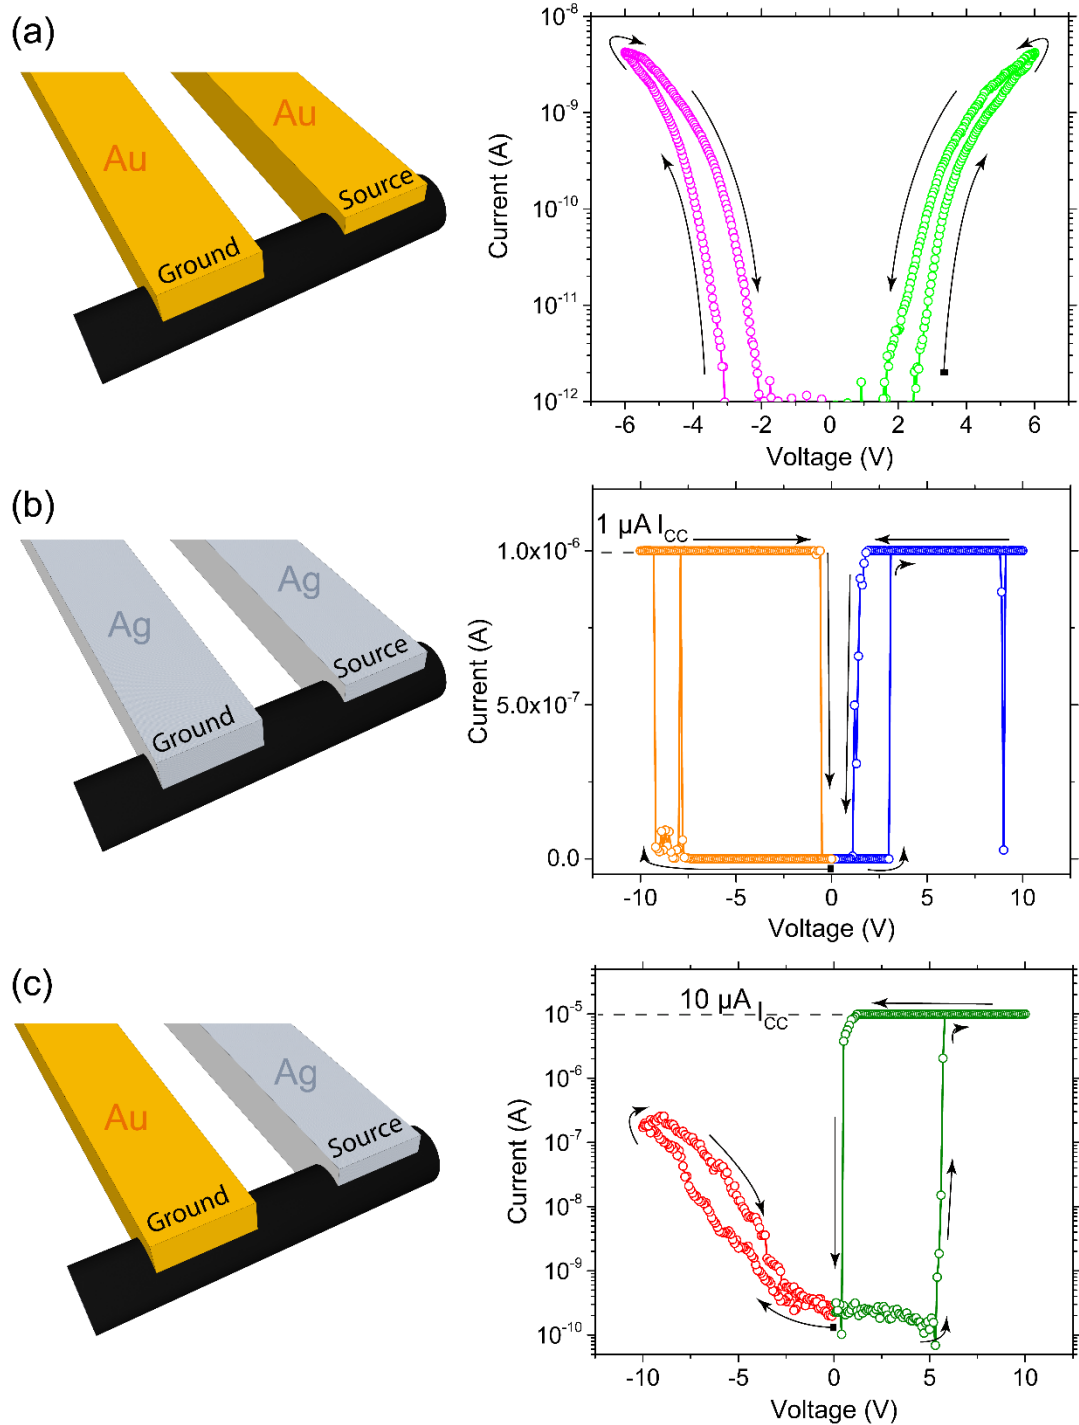 (a)
Au
Au
Ground
Source
Current (A)
10⁻⁸
10⁻⁹
10⁻¹⁰
10⁻¹¹
10⁻¹²
-6 -4 -2 0 2 4 6
Voltage (V)
(b)
Ag
Ag
Ground
Source
Current (A)
1 µA I_CC
1.0x10⁻⁶
5.0x10⁻⁷
0.0
-10 -5 0 5 10
Voltage (V)
(c)
Au
Ag
Ground
Source
Current (A)
10 µA I_CC
10⁻⁵
10⁻⁶
10⁻⁷
10⁻⁸
10⁻⁹
10⁻¹⁰
-10 -5 0 5 10
Voltage (V)